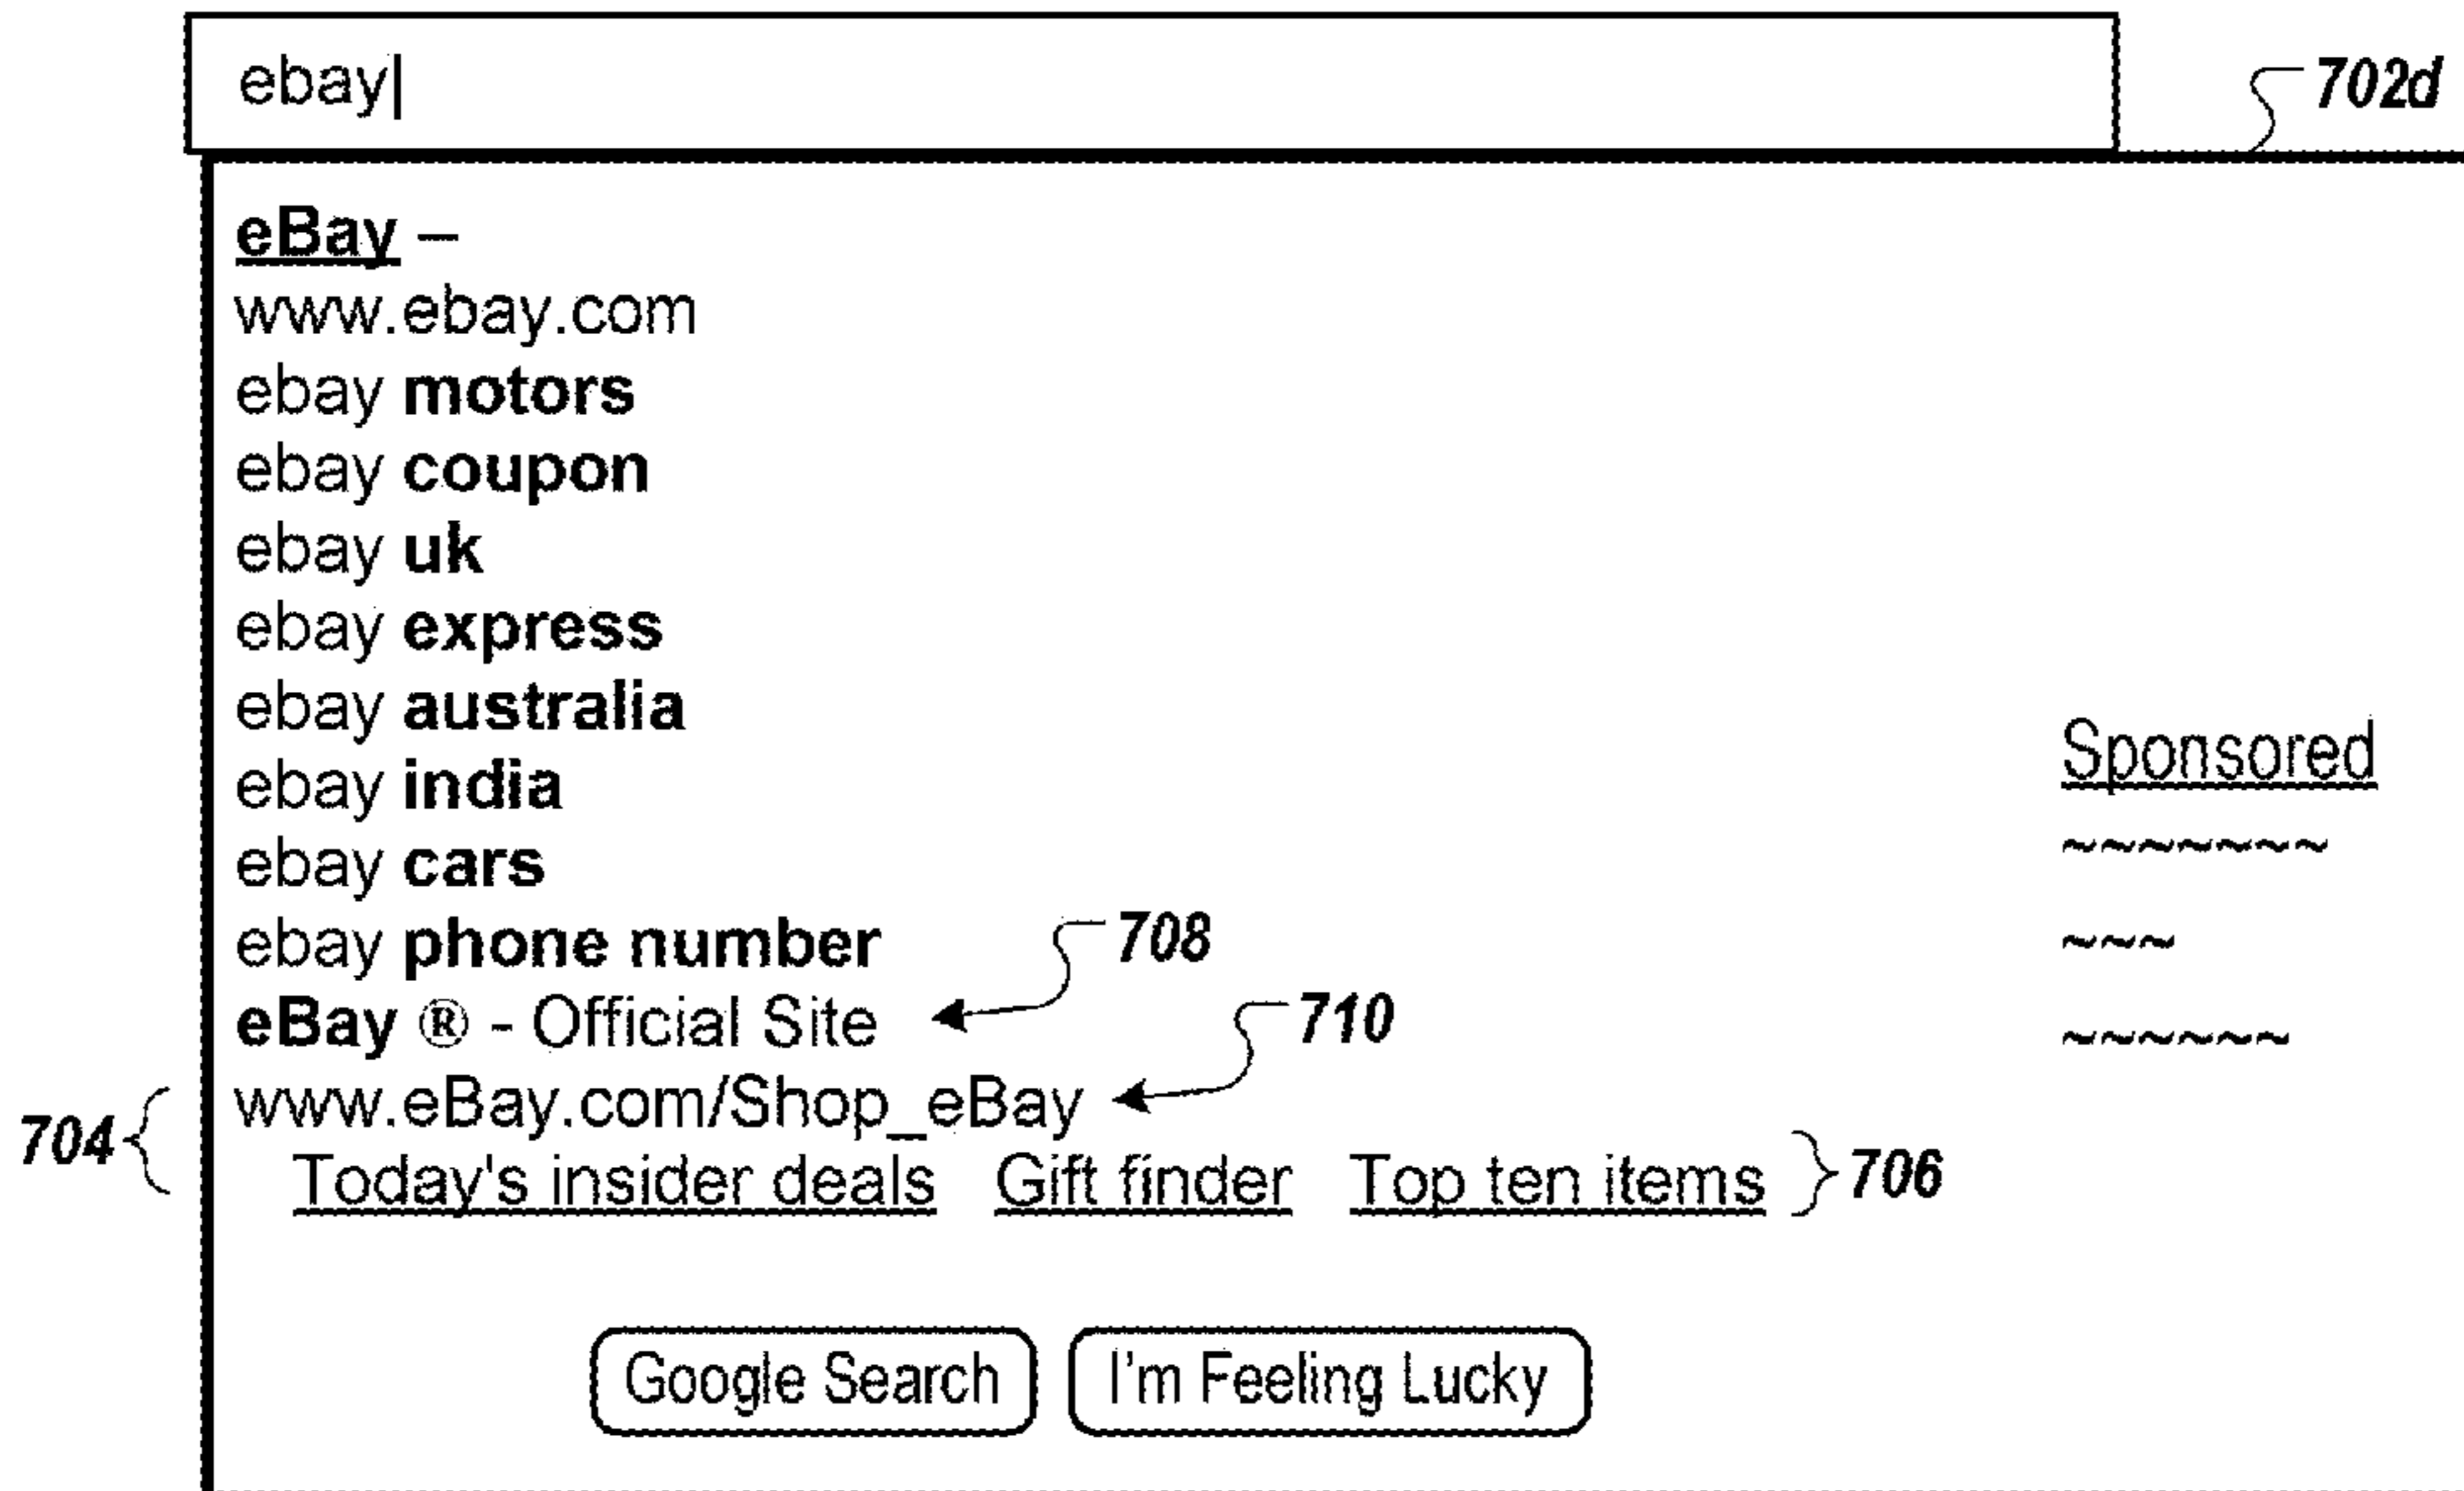 ebay|
702d
eBay –
www.ebay.com
ebay motors
ebay coupon
ebay uk
ebay express
ebay australia
ebay india
Sponsored
ebay cars
ebay phone number
708
eBay ® - Official Site
710
www.eBay.com/Shop_eBay
704
Today's insider deals Gift finder Top ten items
706
Google Search I'm Feeling Lucky